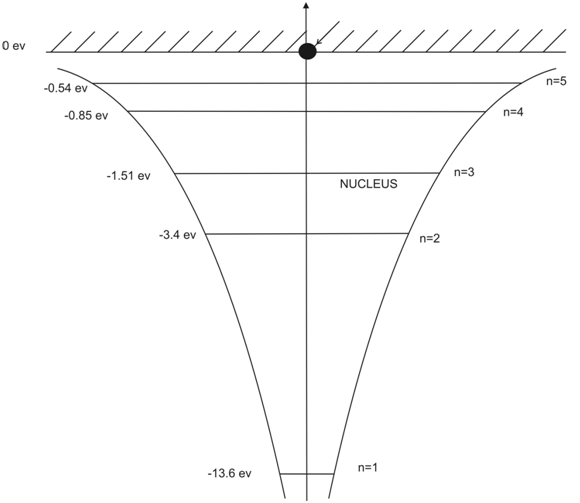 0 ev
-0.54 ev
n=5
-0.85 ev
n=4
-1.51 ev
n=3
NUCLEUS
-3.4 ev
n=2
-13.6 ev
n=1